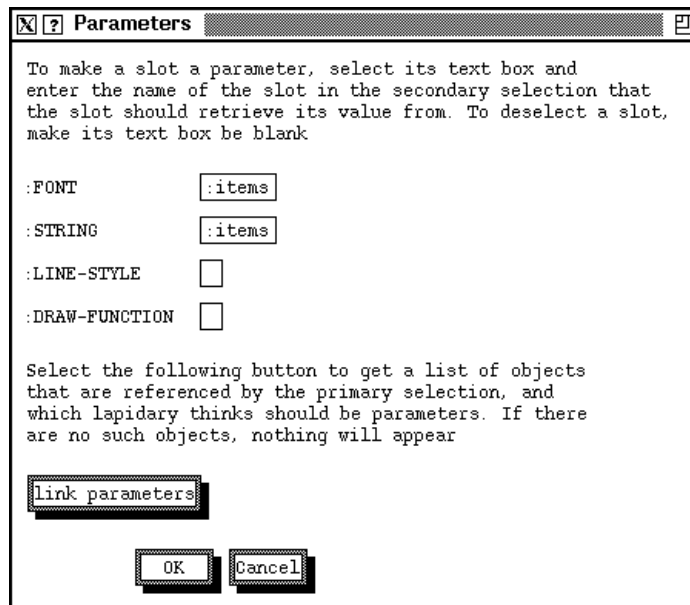 X ? Parameters
To make a slot a parameter, select its text box and
enter the name of the slot in the secondary selection that
the slot should retrieve its value from. To deselect a slot,
make its text box be blank
:FONT :items
:STRING :items
:LINE-STYLE
:DRAW-FUNCTION
Select the following button to get a list of objects
that are referenced by the primary selection, and
which lapidary thinks should be parameters. If there
are no such objects, nothing will appear
link parameters
OK Cancel